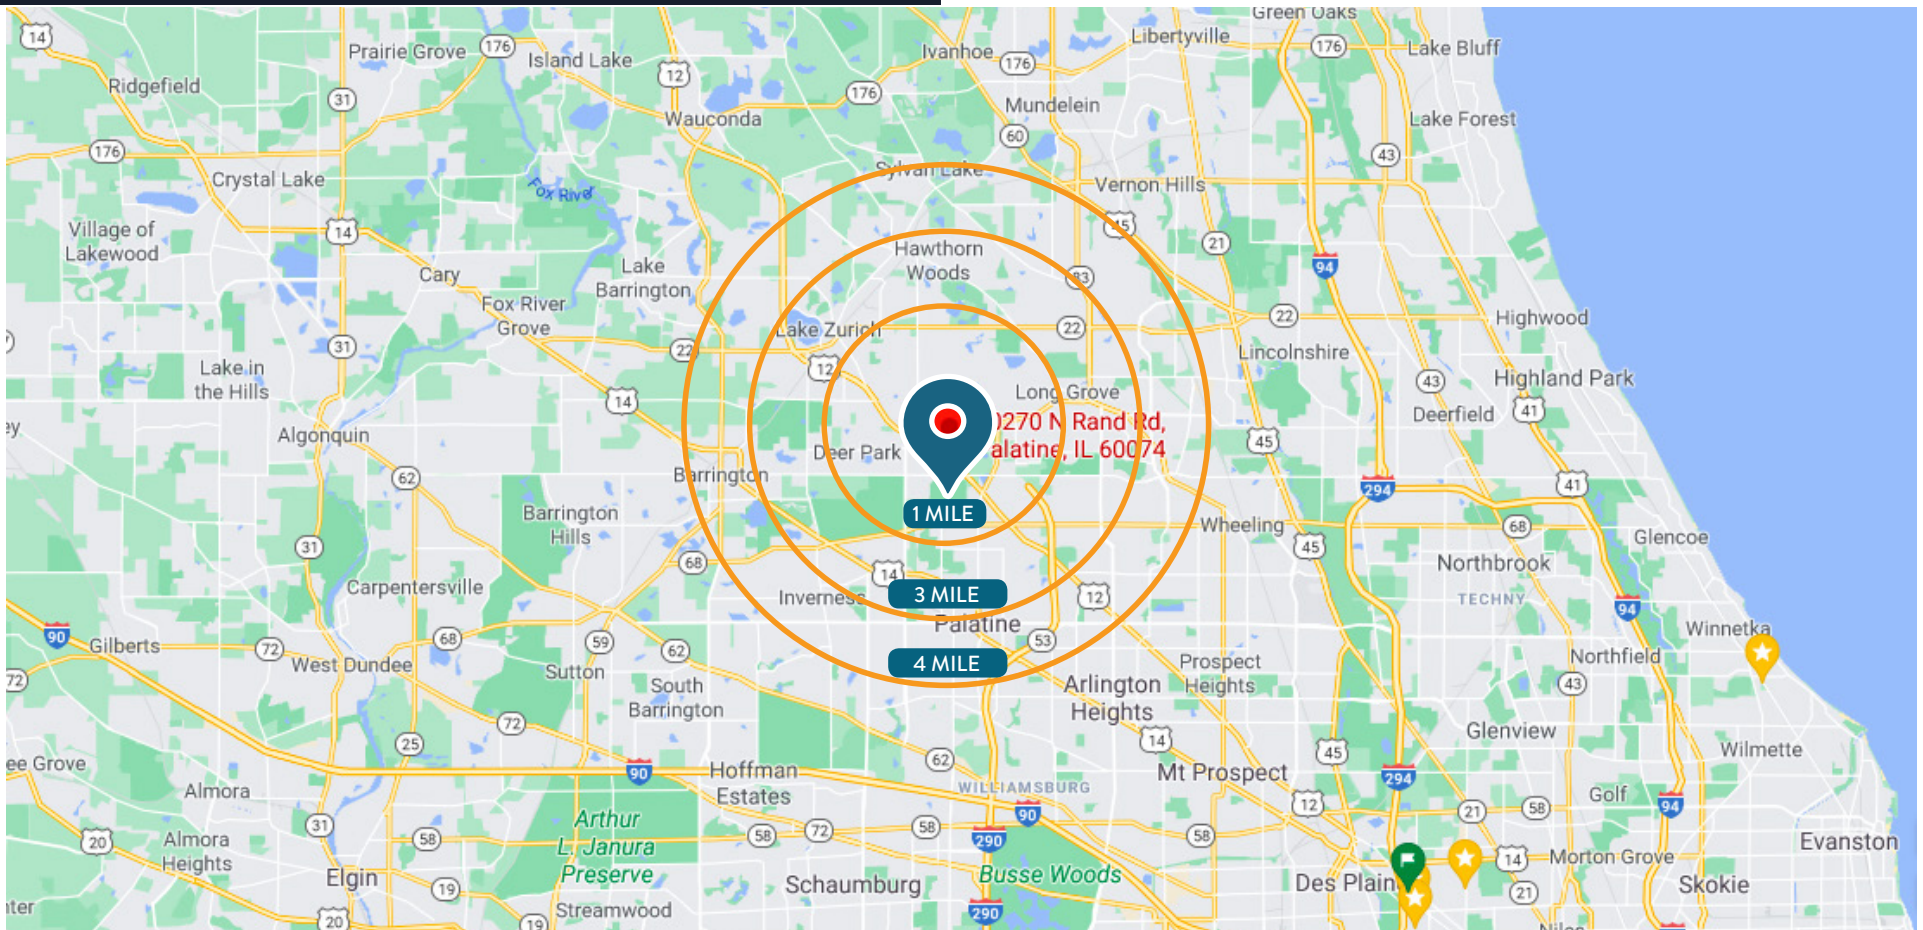 Green Oaks
14
Prairie Grove
176
Island Lake
Ivanhoe
176
Libertyville
176
Lake Bluff
12
Ridgefield
31
176
Mundelein
Wauconda
60
Lake Forest
176
43
Crystal Lake
Fox River
Sylvan Lake
Vernon Hills
45
Village of
Lakewood
14
21
Hawthorn
Woods
94
Cary
Lake
Barrington
83
Fox River
Grove
Lake Zurich
22
22
Highwood
31
22
Lincolnshire
Lake in
the Hills
12
14
Long Grove
43
Highland Park
41
Deerfield
0270 N Rand Rd,
alatine, IL 60074
Algonquin
45
Deer Park
Barrington
62
294
41
1 MILE
Barrington
Hills
Wheeling
68
Glencoe
31
45
68
Northbrook
14
Carpentersville
Inverness
3 MILE
12
TECHNY
94
Palatine
Winnetka
90
Gilberts
68
59
53
72
62
West Dundee
4 MILE
Northfield
Sutton
Prospect
Heights
72
South
Barrington
Arlington
Heights
43
72
Glenview
25
14
45
Wilmette
62
ee Grove
90
Hoffman
Estates
Mt Prospect
294
Almora
WILLIAMSBURG
Golf
12
21
58
94
90
Arthur
L. Janura
Preserve
31
58
58
72
58
290
58
20
Almora
Heights
Evanston
14
Morton Grove
Elgin
19
Schaumburg
Busse Woods
Des Plain
21
Skokie
Streamwood
290
20
19
Niles